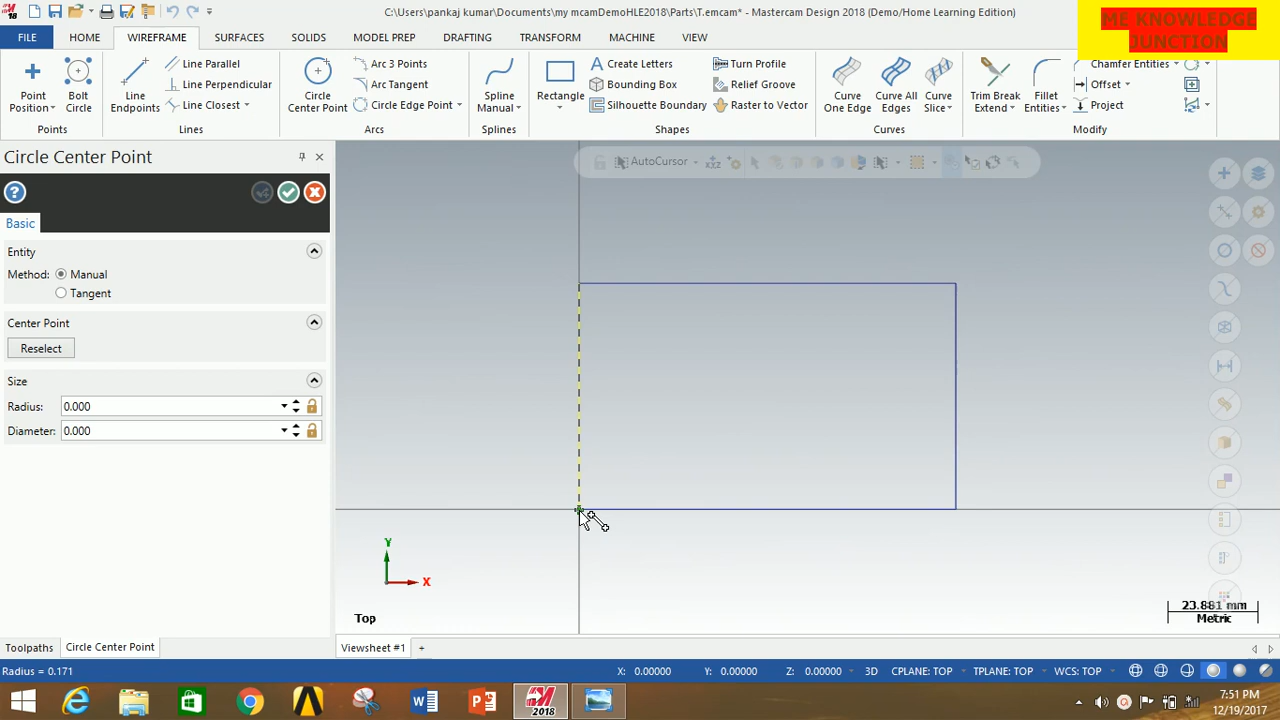 C:\Users\pankaj kumar\Documents\my mcamDemoHLE2018\Parts\T.emcam* - Mastercam Design 2018 (Demo/Home Learning Edition)
ME KNOWLEDGE
JUNCTION
FILE HOME WIREFRAME SURFACES SOLIDS MODEL PREP DRAFTING TRANSFORM MACHINE VIEW
Line Parallel Arc 3 Points Create Letters Turn Profile Chamfer Entities
Line Perpendicular Arc Tangent Bounding Box Relief Groove Offset
Point Position Bolt Circle Line Endpoints Line Closest Circle Center Point Circle Edge Point Spline Manual Rectangle Silhouette Boundary Raster to Vector Curve One Edge Curve All Edges Curve Slice Trim Break Extend Fillet Entities Project
Points Lines Arcs Splines Shapes Curves Modify
Circle Center Point
AutoCursor
Basic
Entity
Method: Manual
Tangent
Center Point
Reselect
Size
Radius: 0.000
Diameter: 0.000
Y
X
Top
23.881 mm
Metric
Toolpaths Circle Center Point Viewsheet #1 +
Radius = 0.171 X: 0.00000 Y: 0.00000 Z: 0.00000 3D CPLANE: TOP TPLANE: TOP WCS: TOP
2018
7:51 PM
12/19/2017